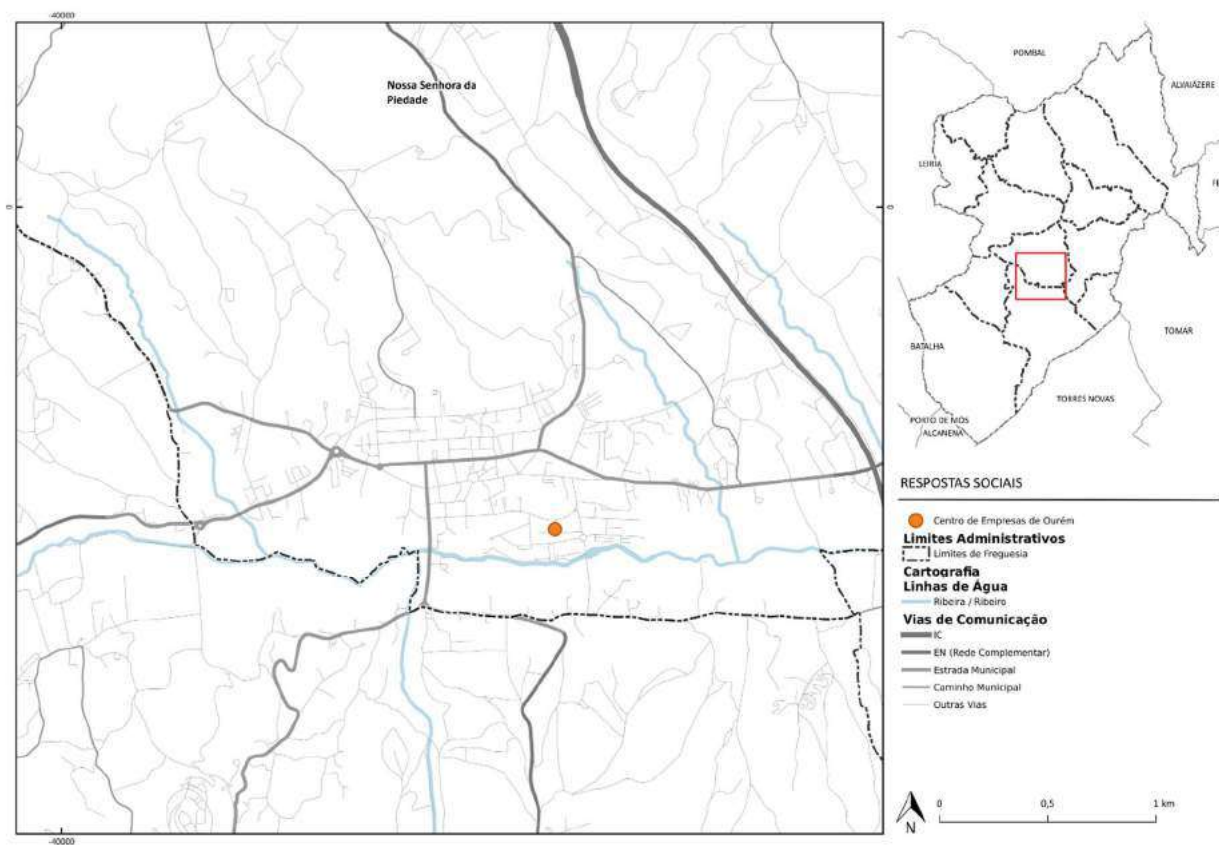 -40000
Nossa Senhora da
Piedade
0
0
-40000
POMBAL
ALVAIÁZERE
LEIRIA
BATALHA
TOMAR
TORRES NOVAS
PORTO DE MÓS
ALCANENA
RESPOSTAS SOCIAIS
Centro de Empresas de Ourém
Limites Administrativos
Limites de Freguesia
Cartografia
Linhas de Água
Ribeira / Ribeiro
Vias de Comunicação
IC
EN (Rede Complementar)
Estrada Municipal
Caminho Municipal
Outras Vias
N
0
0,5
1 km